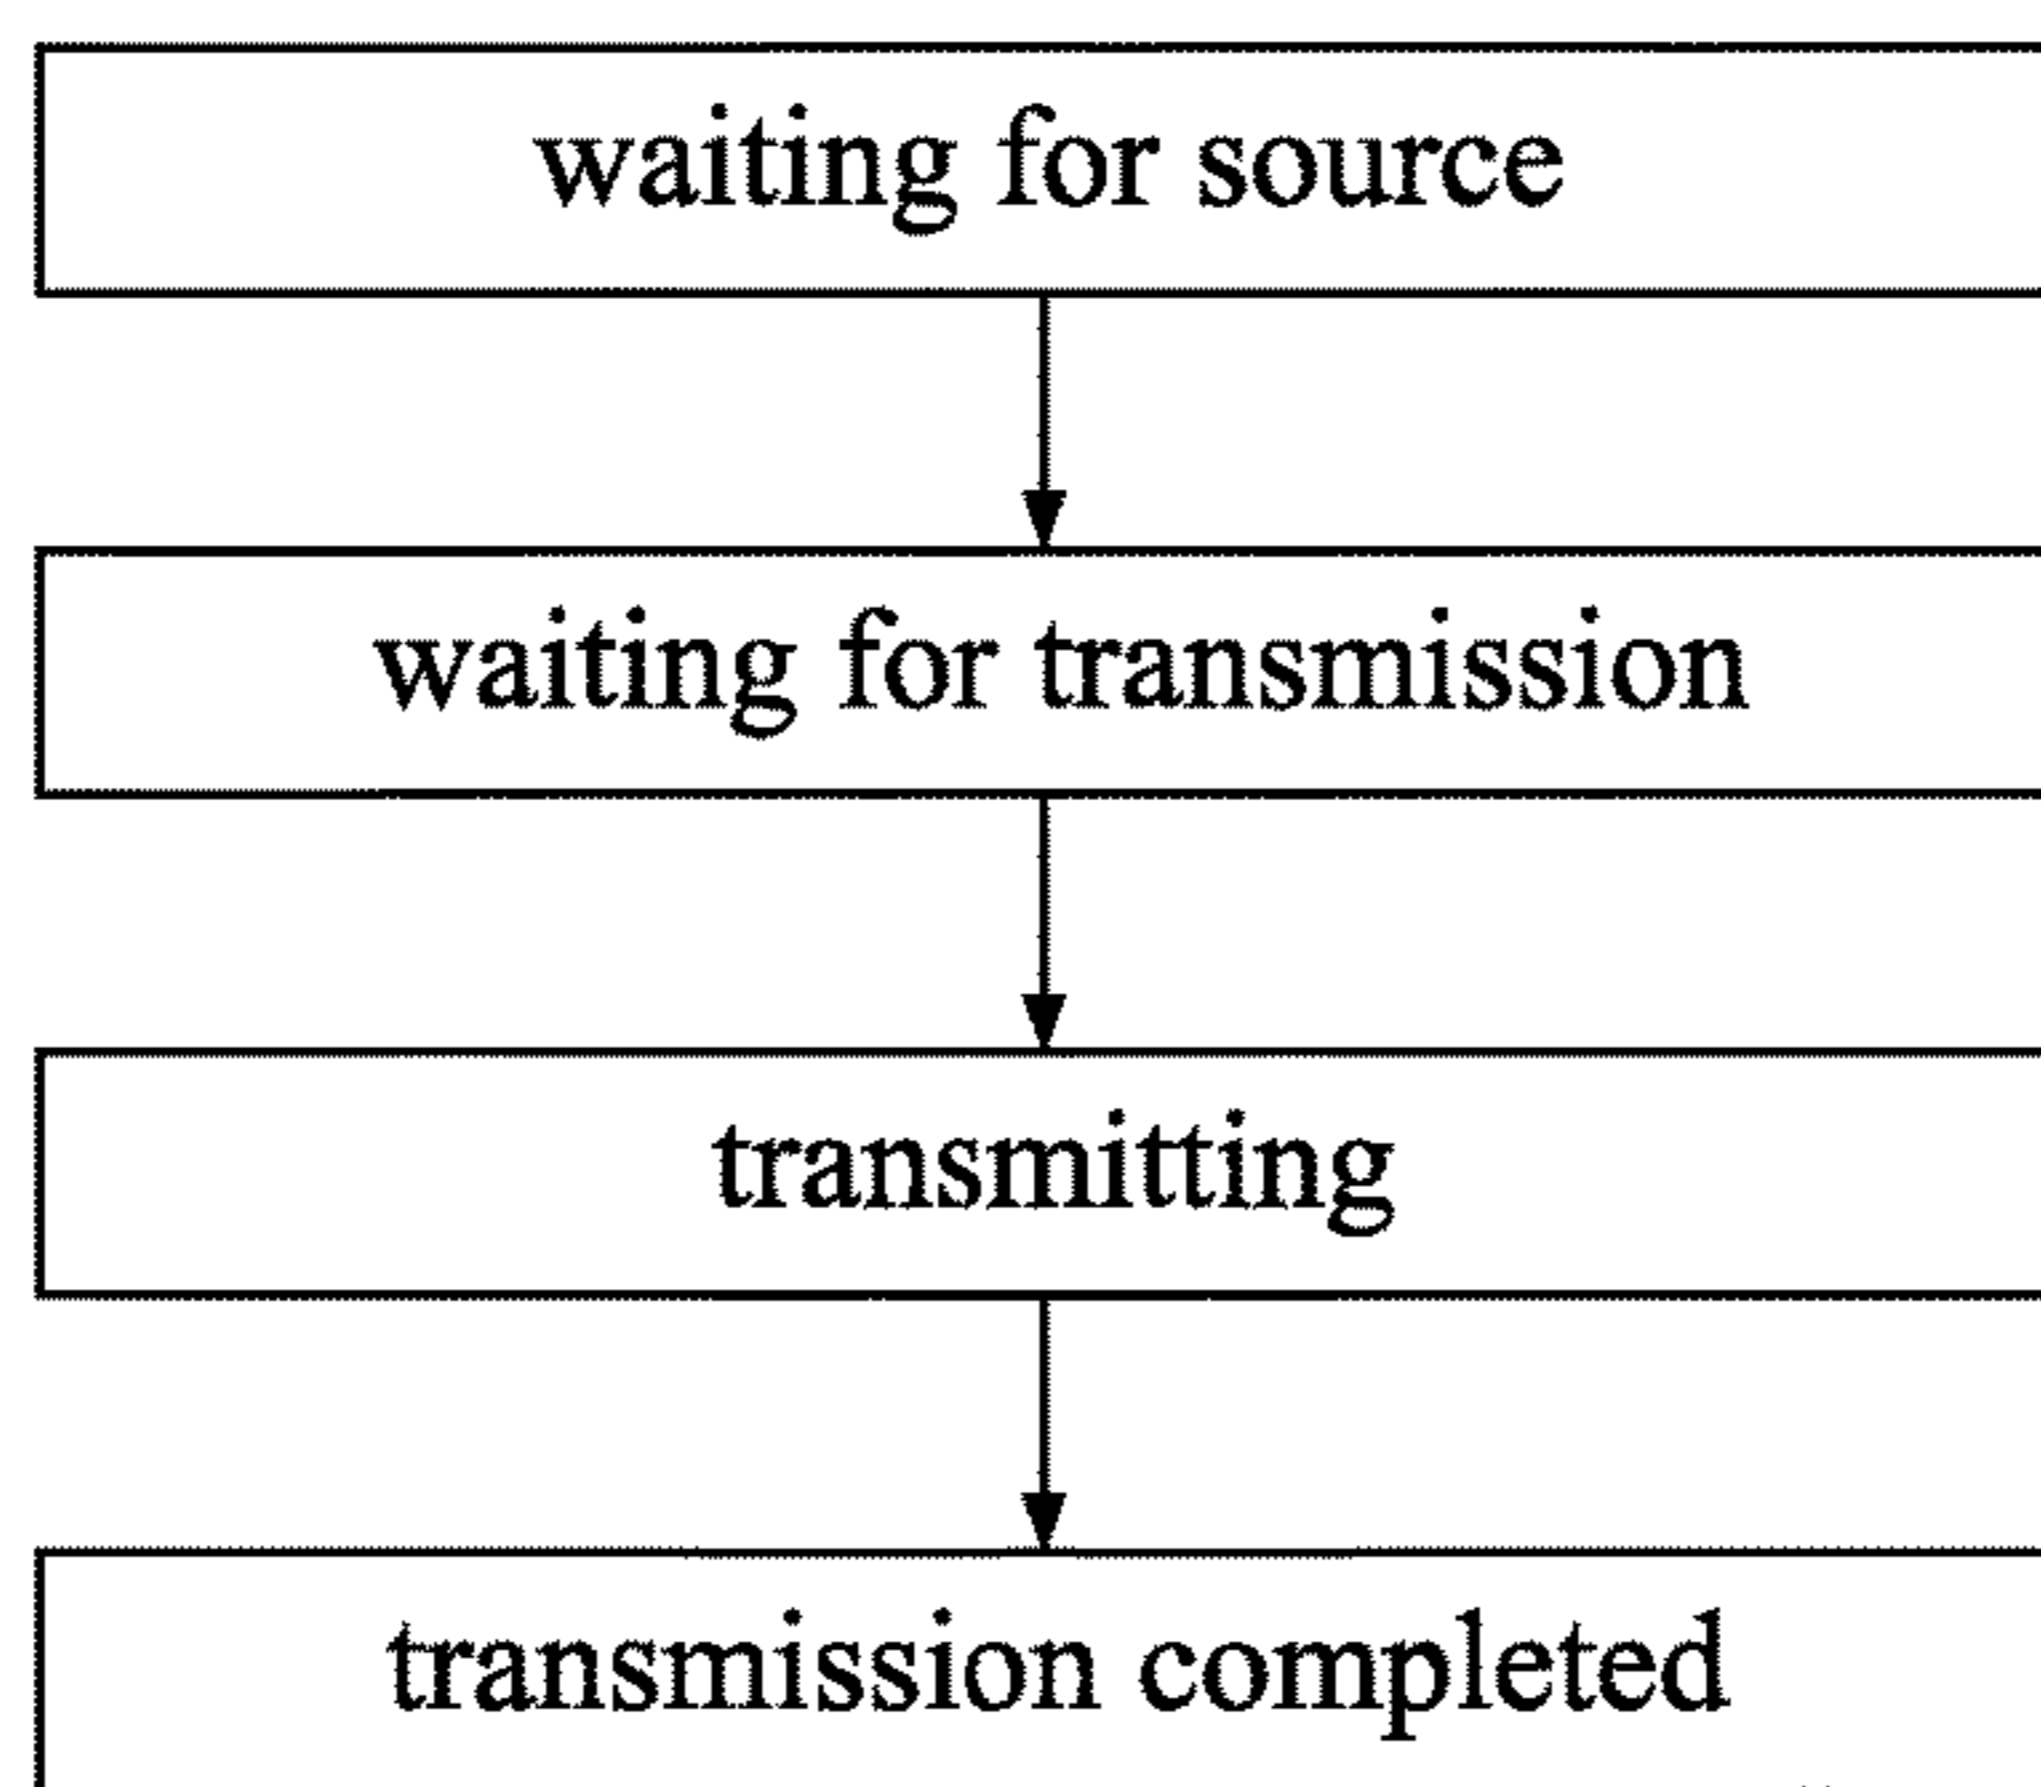 waiting for source
waiting for transmission
transmitting
transmission completed